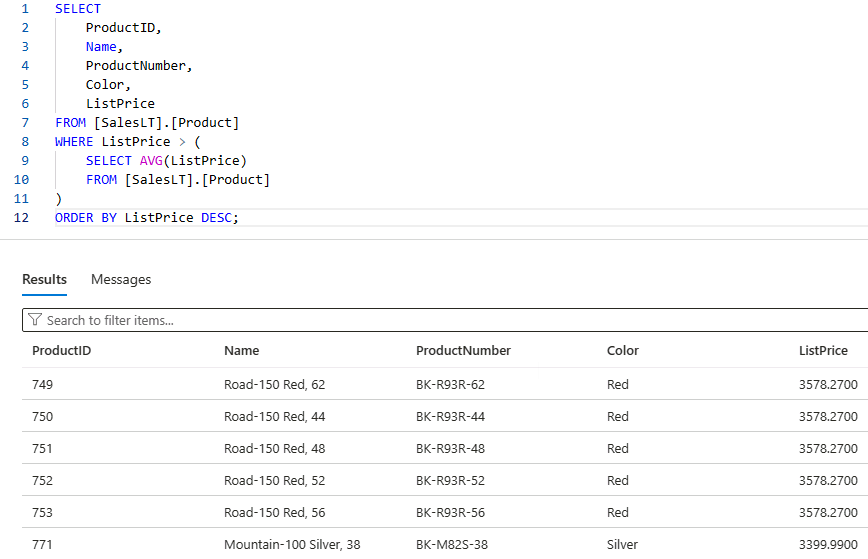 1 SELECT
2 ProductID,
3 Name,
4 ProductNumber,
5 Color,
6 ListPrice
7 FROM [SalesLT].[Product]
8 WHERE ListPrice > (
9 SELECT AVG(ListPrice)
10 FROM [SalesLT].[Product]
11 )
12 ORDER BY ListPrice DESC;
Results Messages
Search to filter items...
ProductID Name ProductNumber Color ListPrice
749 Road-150 Red, 62 BK-R93R-62 Red 3578.2700
750 Road-150 Red, 44 BK-R93R-44 Red 3578.2700
751 Road-150 Red, 48 BK-R93R-48 Red 3578.2700
752 Road-150 Red, 52 BK-R93R-52 Red 3578.2700
753 Road-150 Red, 56 BK-R93R-56 Red 3578.2700
771 Mountain-100 Silver, 38 BK-M82S-38 Silver 3399.9900